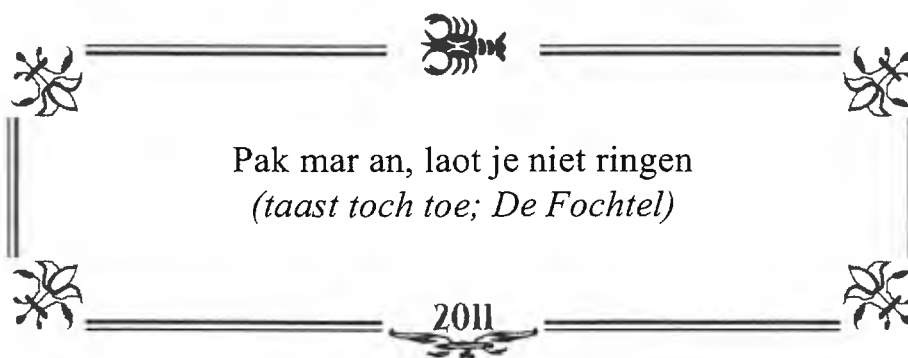 Pak mar an, laot je niet ringen
(taast toch toe; De Fochtel)
2011